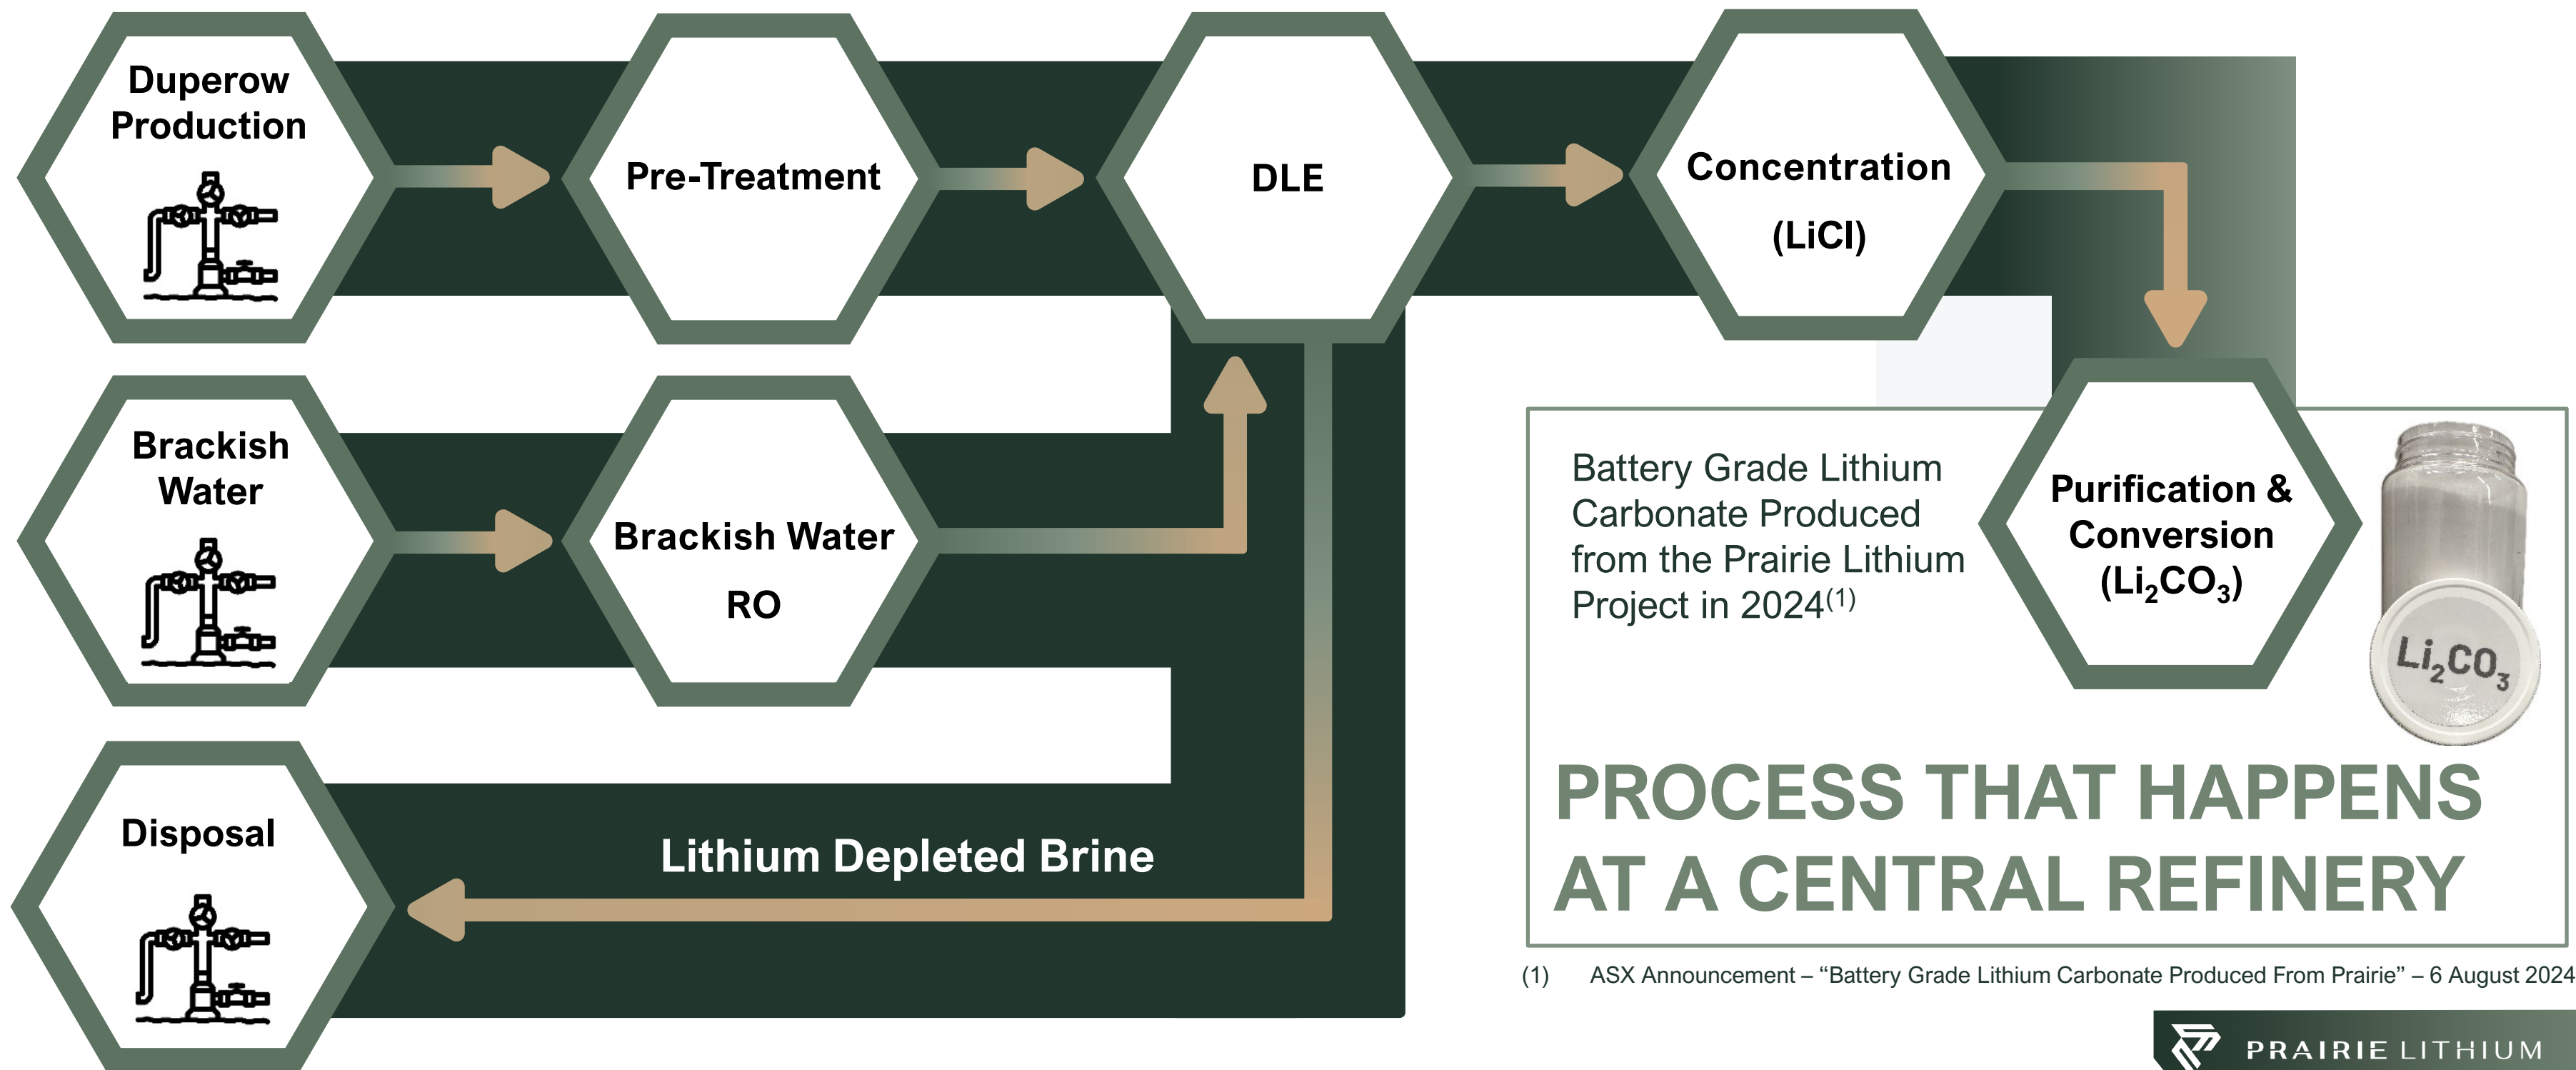 Duperow
Production
Pre-Treatment
DLE
Concentration
(LiCl)
Brackish
Water
Brackish Water
RO
Battery Grade Lithium
Carbonate Produced
from the Prairie Lithium
Project in 2024(1)
Purification &
Conversion
(Li₂CO₃)
Li₂CO₃
Disposal
Lithium Depleted Brine
PROCESS THAT HAPPENS
AT A CENTRAL REFINERY
(1) ASX Announcement – “Battery Grade Lithium Carbonate Produced From Prairie” – 6 August 2024
PRAIRIE LITHIUM